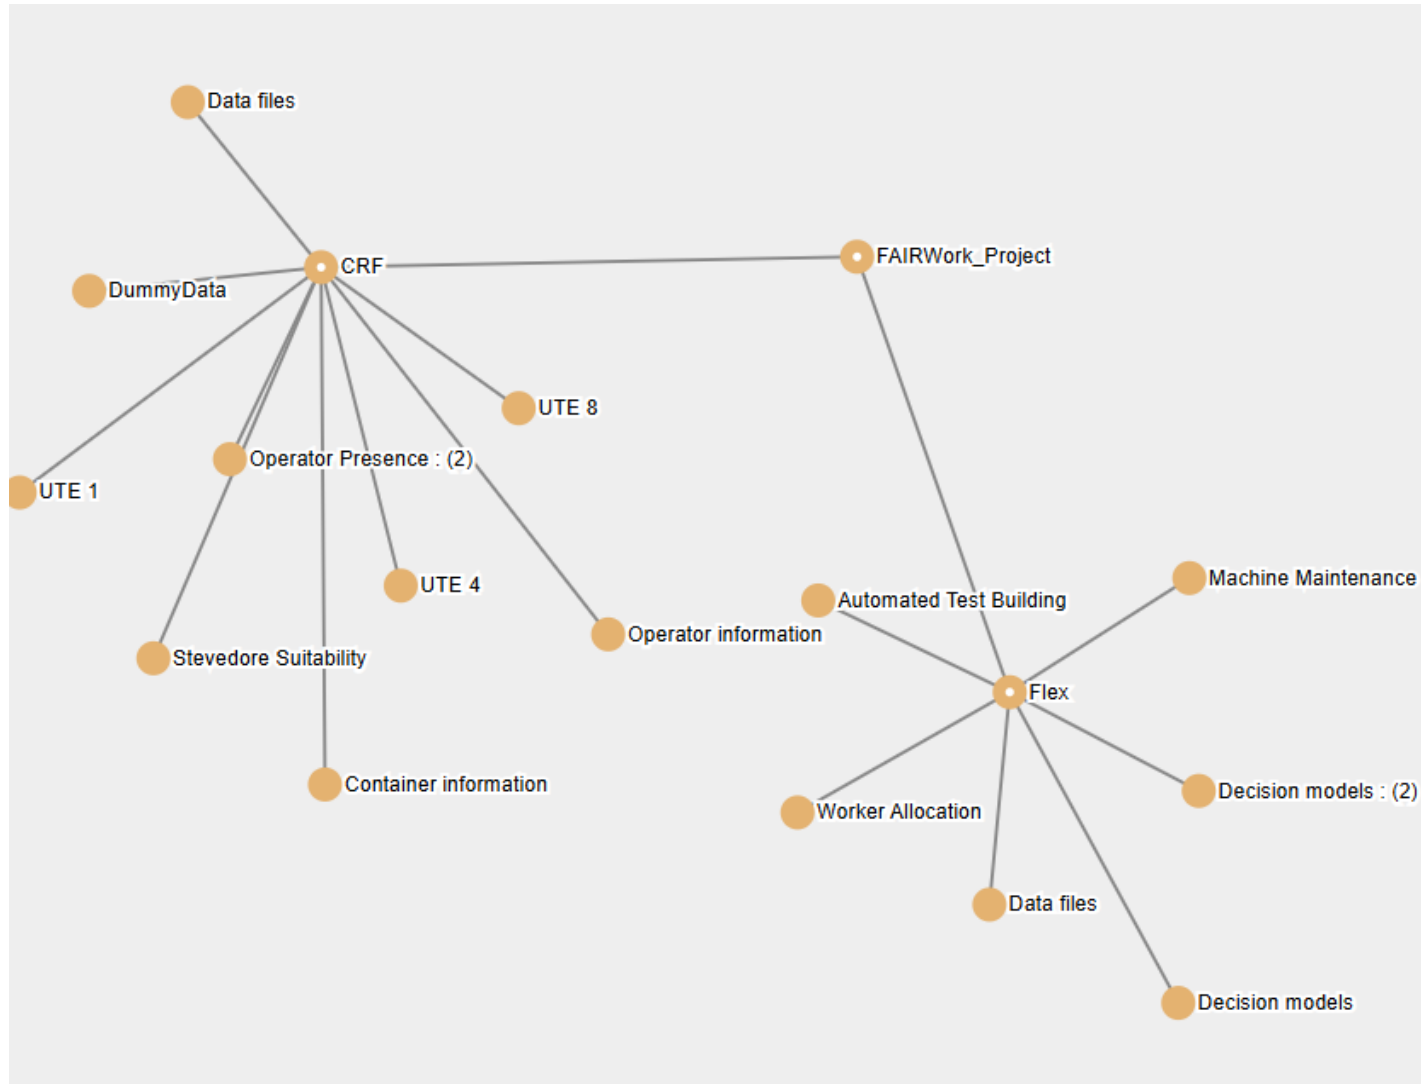 Data files
FAIRWork_Project
CRF
DummyData
UTE 8
Operator Presence : (2)
UTE 1
Machine Maintenance
UTE 4
Automated Test Building
Operator information
Stevedore Suitability
Flex
Container information
Decision models : (2)
Worker Allocation
Data files
Decision models